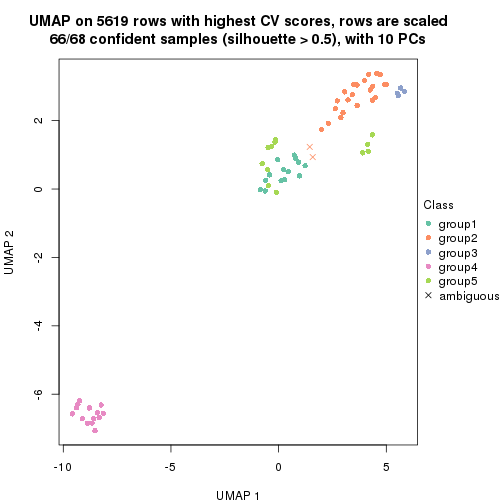 UMAP on 5619 rows with highest CV scores, rows are scaled
66/68 confident samples (silhouette > 0.5), with 10 PCs
2
0
-2
-4
-6
UMAP 2
-10
-5
0
5
UMAP 1
Class
group1
group2
group3
group4
group5
ambiguous